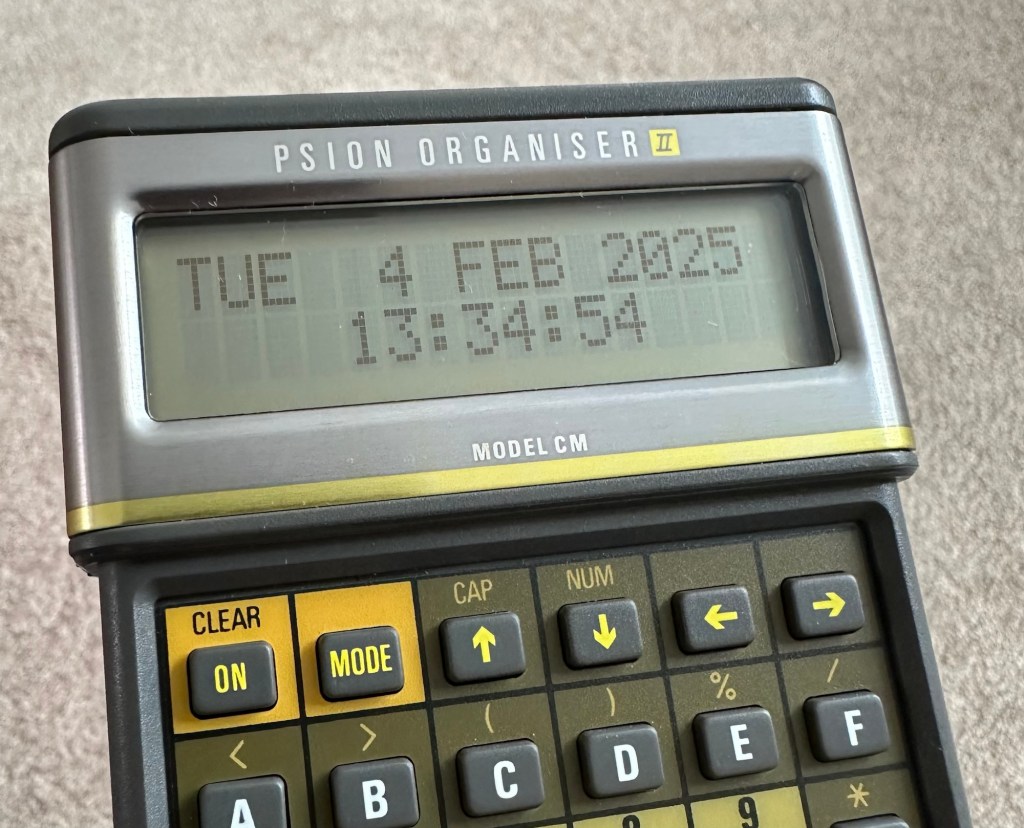 PSION ORGANISER II
TUE 4 FEB 2025
13:34:54
MODEL CM
CAP NUM
CLEAR
ON MODE ↑ ↓ ← →
< > ( ) % /
A B C D E F
9 *